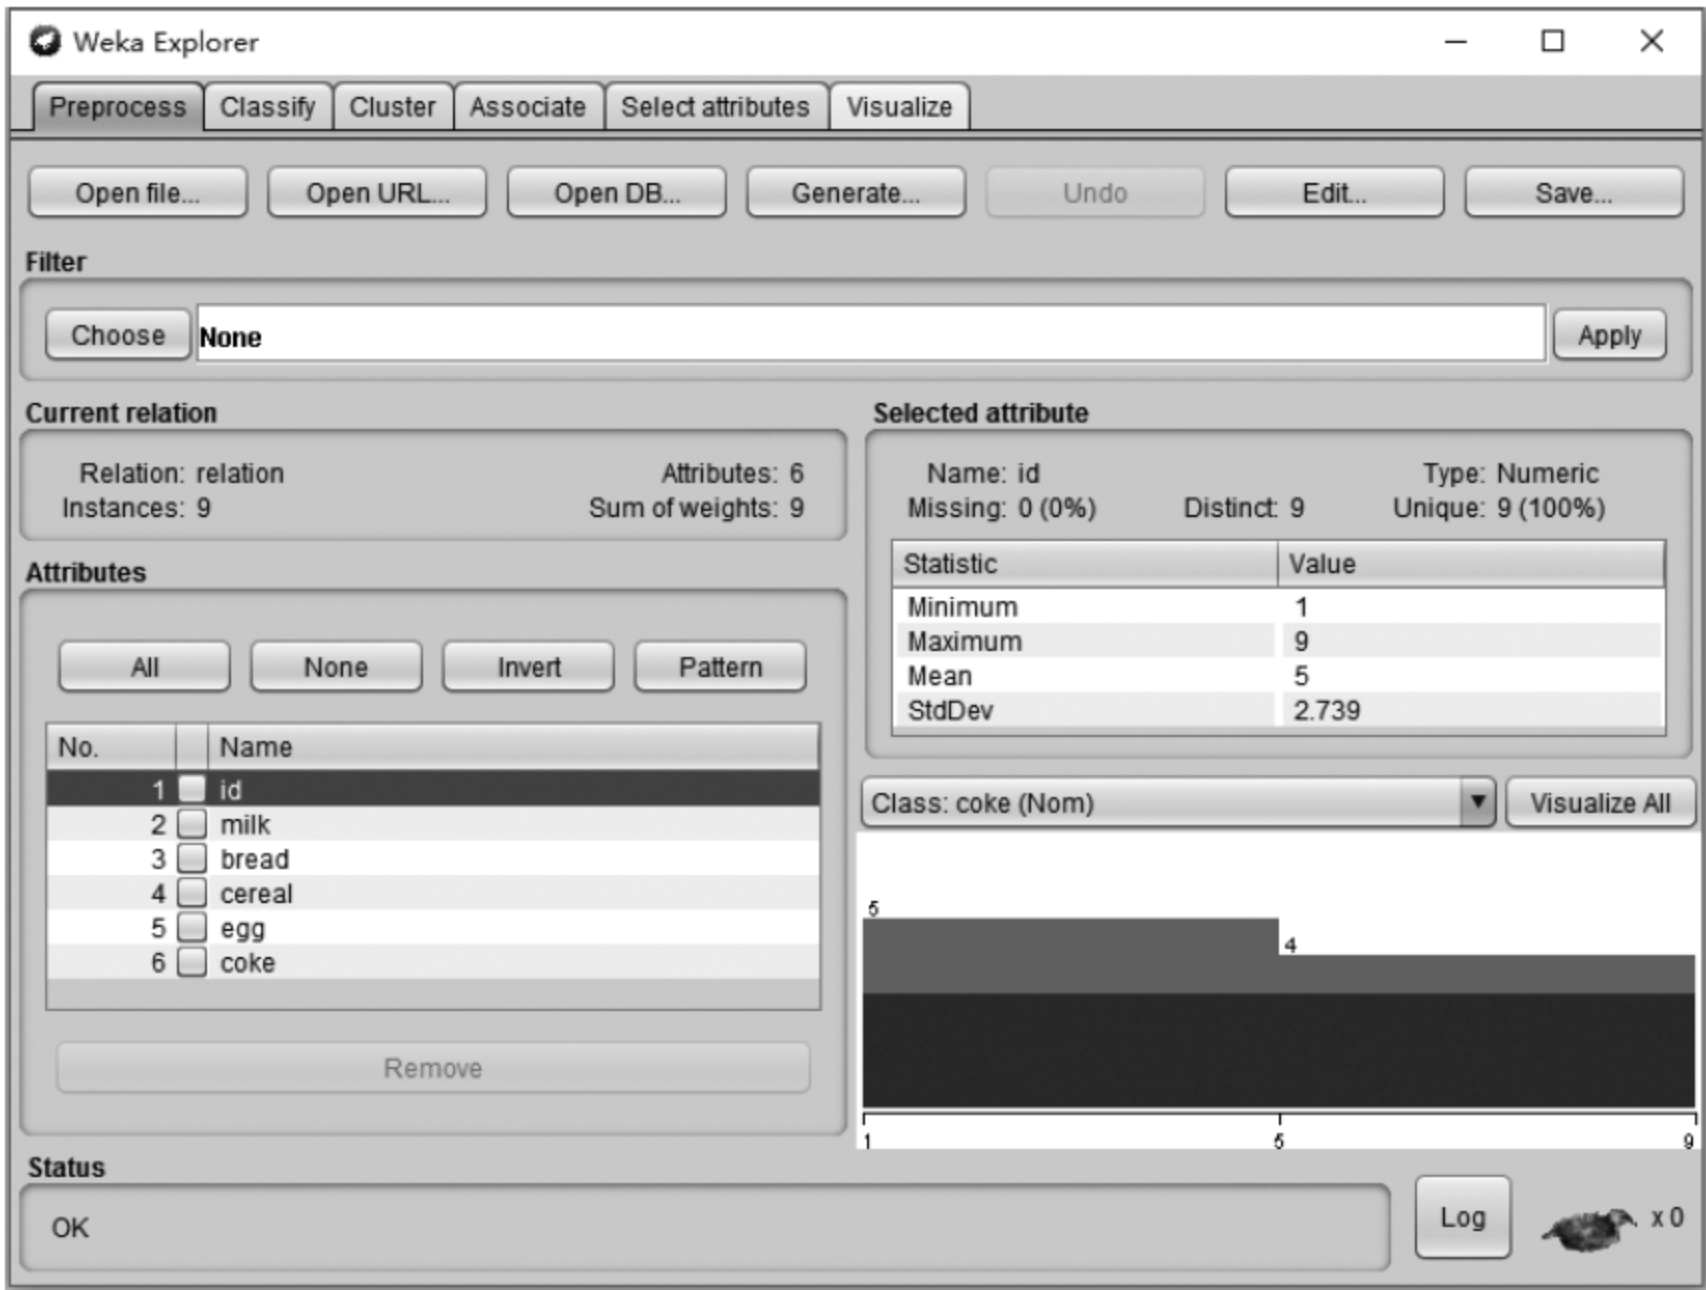 Weka Explorer
Preprocess Classify Cluster Associate Select attributes Visualize
Open file... Open URL... Open DB... Generate... Undo Edit... Save...
Filter
Choose None Apply
Current relation
Relation: relation Attributes: 6
Instances: 9 Sum of weights: 9
Attributes
All None Invert Pattern
No. Name
1 id
2 milk
3 bread
4 cereal
5 egg
6 coke
Remove
Selected attribute
Name: id Type: Numeric
Missing: 0 (0%) Distinct: 9 Unique: 9 (100%)
Statistic Value
Minimum 1
Maximum 9
Mean 5
StdDev 2.739
Class: coke (Nom) Visualize All
5
4
1 5 9
Status
OK
Log x 0